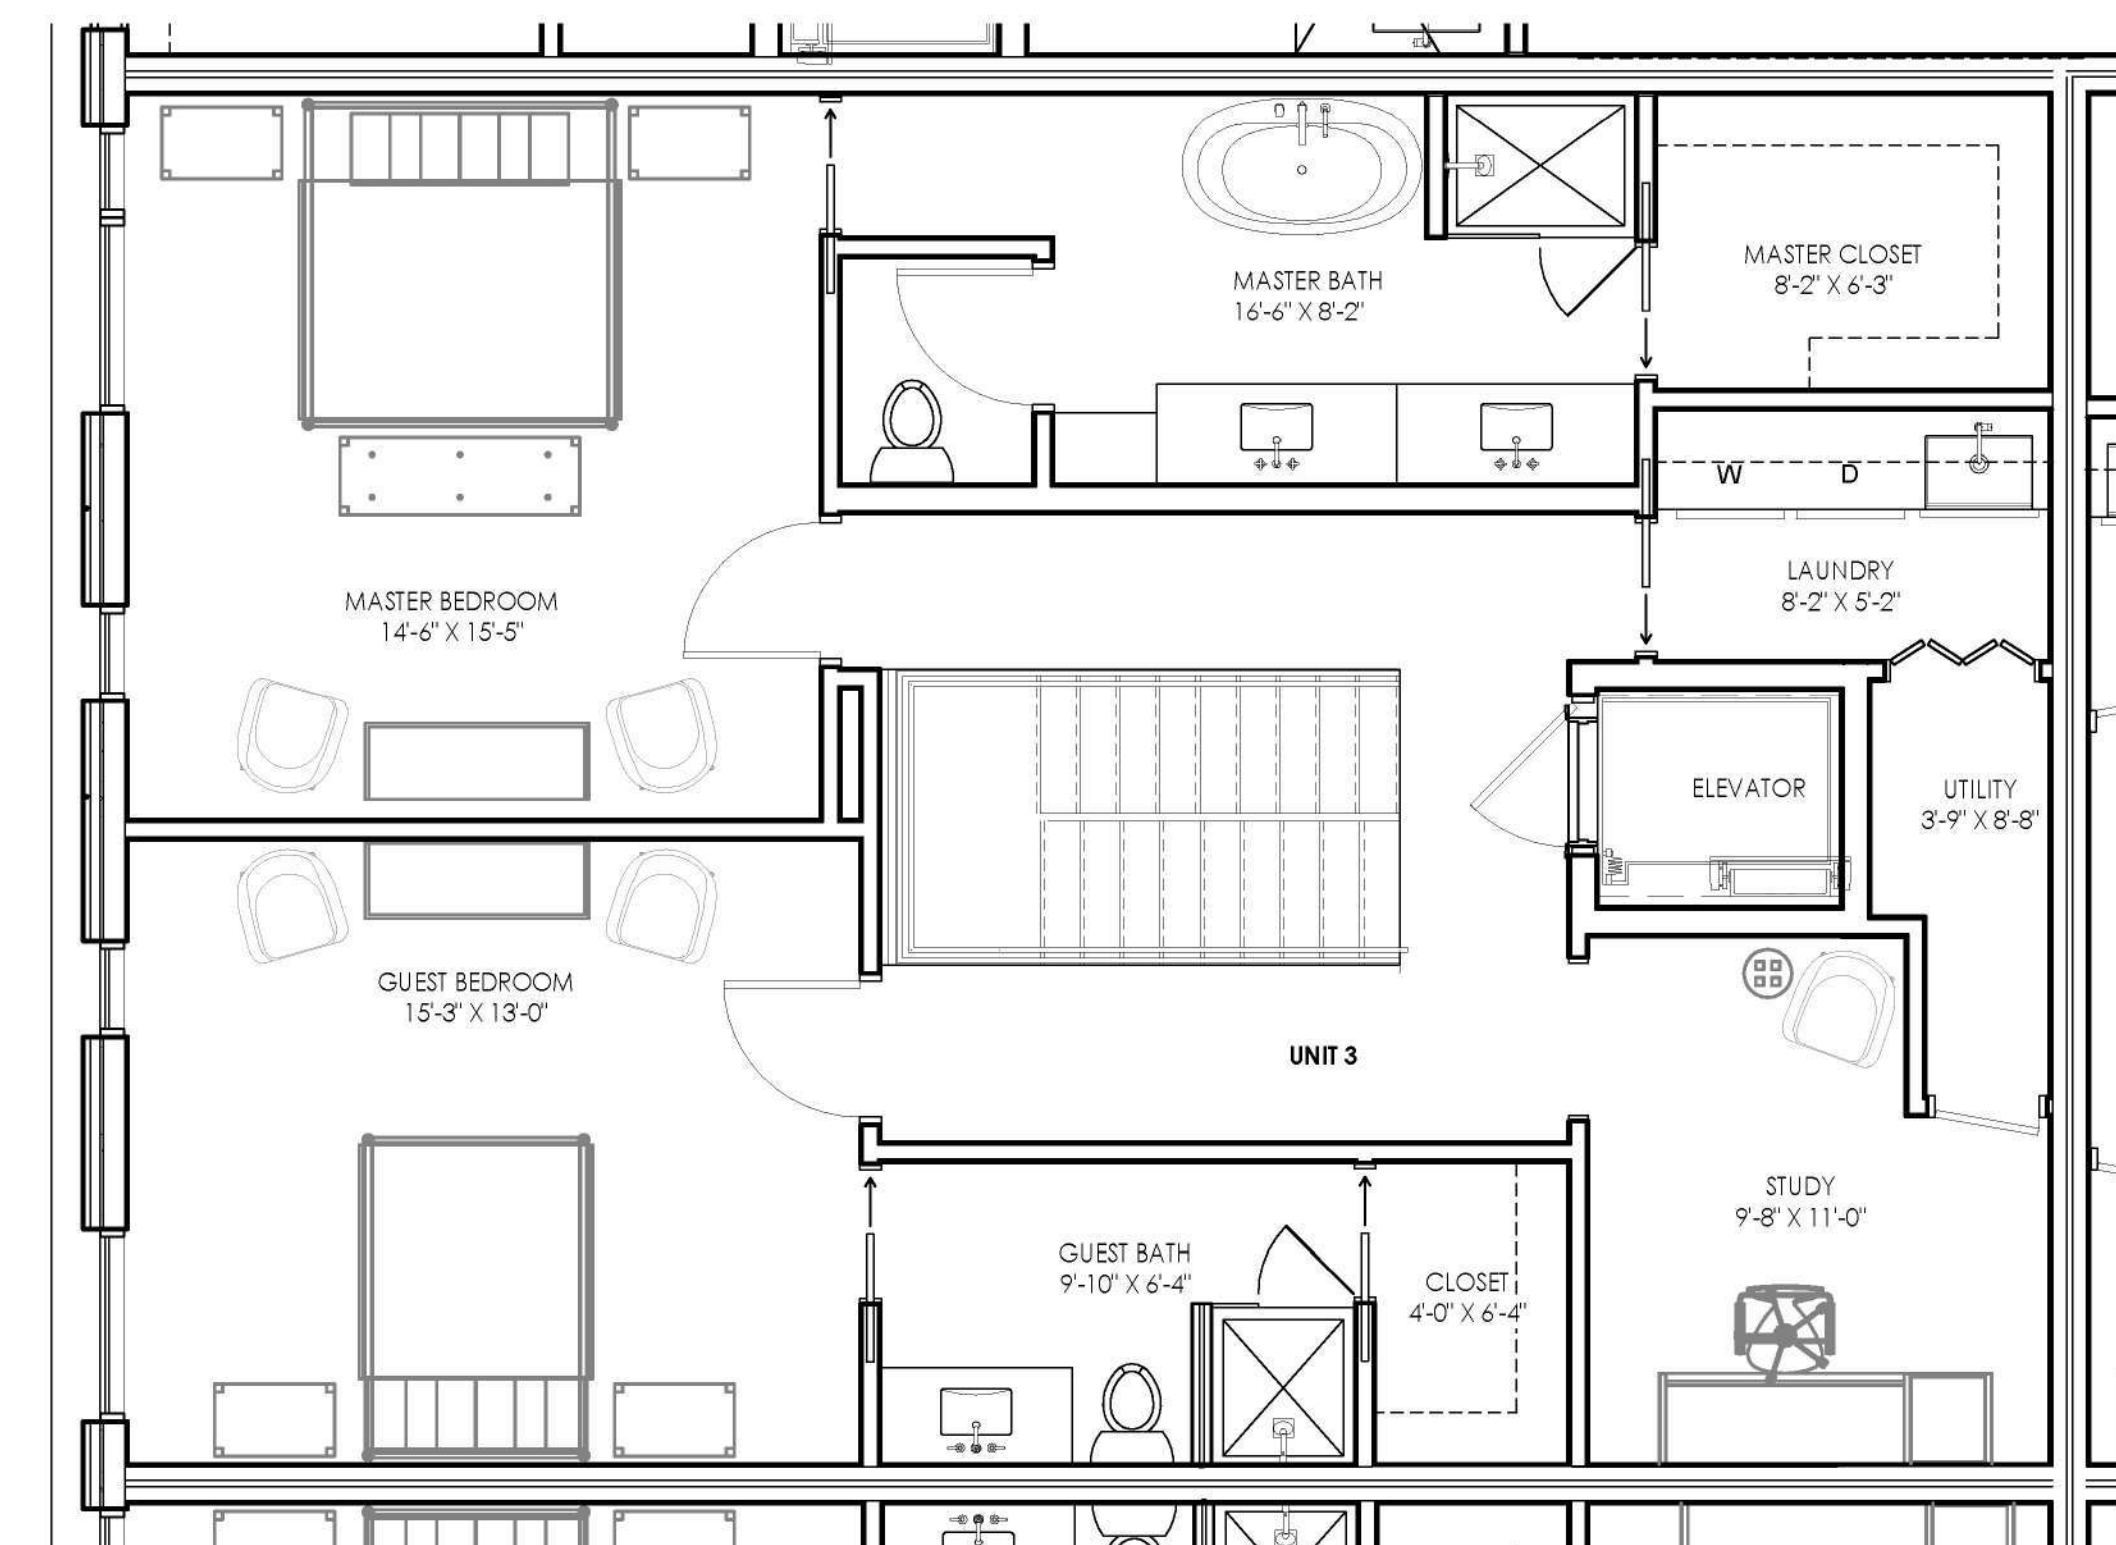 MASTER BATH
16'-6" X 8'-2"
MASTER CLOSET
8'-2" X 6'-3"
W
D
LAUNDRY
8'-2" X 5'-2"
MASTER BEDROOM
14'-6" X 15'-5"
ELEVATOR
UTILITY
3'-9" X 8'-8"
GUEST BEDROOM
15'-3" X 13'-0"
UNIT 3
STUDY
9'-8" X 11'-0"
GUEST BATH
9'-10" X 6'-4"
CLOSET
4'-0" X 6'-4"